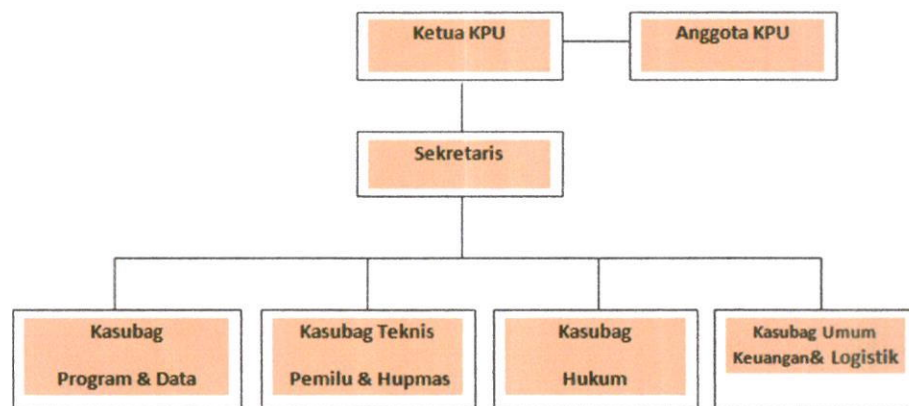 Ketua KPU
Anggota KPU
Sekretaris
Kasubag
Program & Data
Kasubag Teknis
Pemilu & Hupmas
Kasubag
Hukum
Kasubag Umum
Keuangan& Logistik